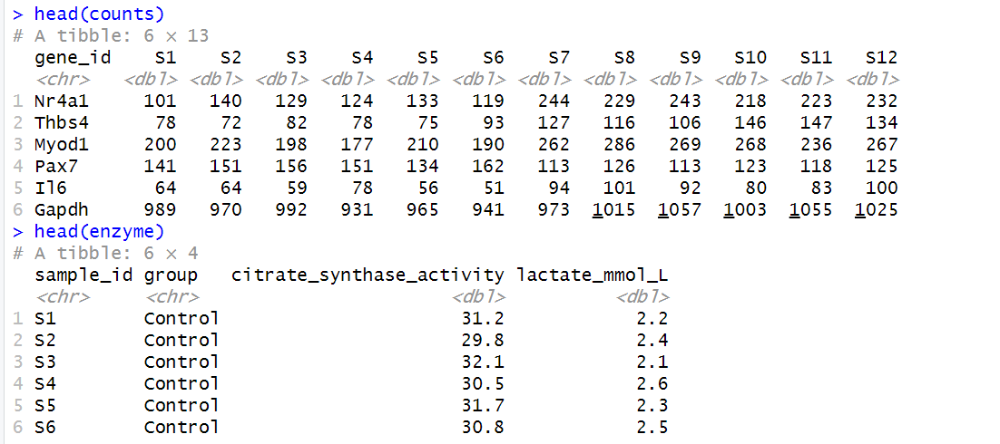 > head(counts)
# A tibble: 6 × 13
gene_id S1 S2 S3 S4 S5 S6 S7 S8 S9 S10 S11 S12
<chr> <dbl> <dbl> <dbl> <dbl> <dbl> <dbl> <dbl> <dbl> <dbl> <dbl> <dbl> <dbl>
1 Nr4a1 101 140 129 124 133 119 244 229 243 218 223 232
2 Thbs4 78 72 82 78 75 93 127 116 106 146 147 134
3 Myod1 200 223 198 177 210 190 262 286 269 268 236 267
4 Pax7 141 151 156 151 134 162 113 126 113 123 118 125
5 Il6 64 64 59 78 56 51 94 101 92 80 83 100
6 Gapdh 989 970 992 931 965 941 973 1015 1057 1003 1055 1025
> head(enzyme)
# A tibble: 6 × 4
sample_id group citrate_synthase_activity lactate_mmol_L
<chr> <chr> <dbl> <dbl>
1 S1 Control 31.2 2.2
2 S2 Control 29.8 2.4
3 S3 Control 32.1 2.1
4 S4 Control 30.5 2.6
5 S5 Control 31.7 2.3
6 S6 Control 30.8 2.5